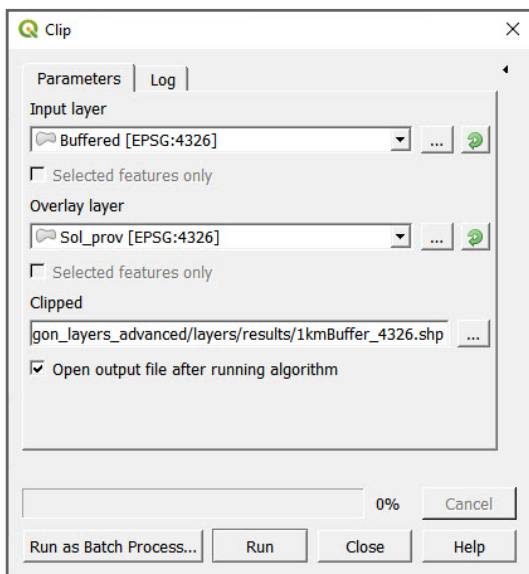 Clip
Parameters Log
Input layer
Buffered [EPSG:4326] ...
Selected features only
Overlay layer
Sol_prov [EPSG:4326] ...
Selected features only
Clipped
gon_layers_advanced/layers/results/1kmBuffer_4326.shp ...
Open output file after running algorithm
0% Cancel
Run as Batch Process... Run Close Help